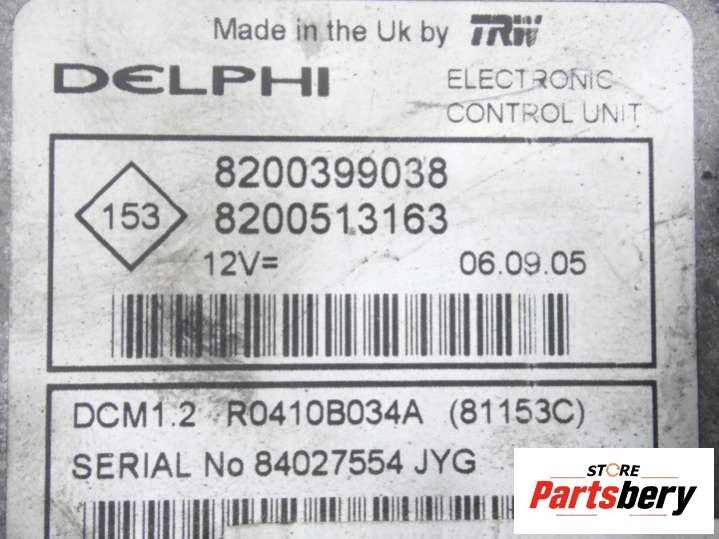 Made in the Uk by TRW
DELPHI ELECTRONIC
CONTROL UNIT
8200399038
153 8200513163
12V= 06.09.05
DCM1.2 R0410B034A (81153C)
SERIAL No 84027554 JYG
STORE
Partsbery